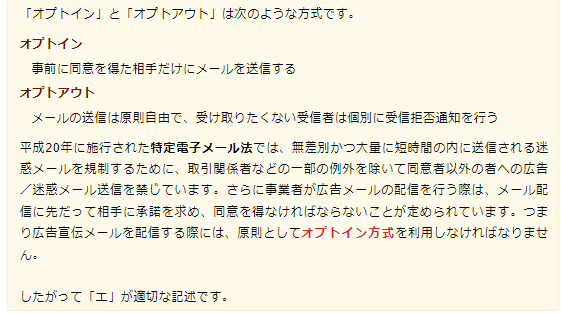 「オプトイン」と「オプトアウト」は次のような方式です。
オプトイン
事前に同意を得た相手だけにメールを送信する
オプトアウト
メールの送信は原則自由で、受け取りたくない受信者は個別に受信拒否通知を行う
平成20年に施行された特定電子メール法では、無差別かつ大量に短時間の内に送信される迷
惑メールを規制するために、取引関係者などの一部の例外を除いて同意者以外の者への広告
／迷惑メール送信を禁じています。さらに事業者が広告メールの配信を行う際は、メール配
信に先だって相手に承諾を求め、同意を得なければならないことが定められています。つま
り広告宣伝メールを配信する際には、原則としてオプトイン方式を利用しなければなりませ
ん。
したがって「エ」が適切な記述です。